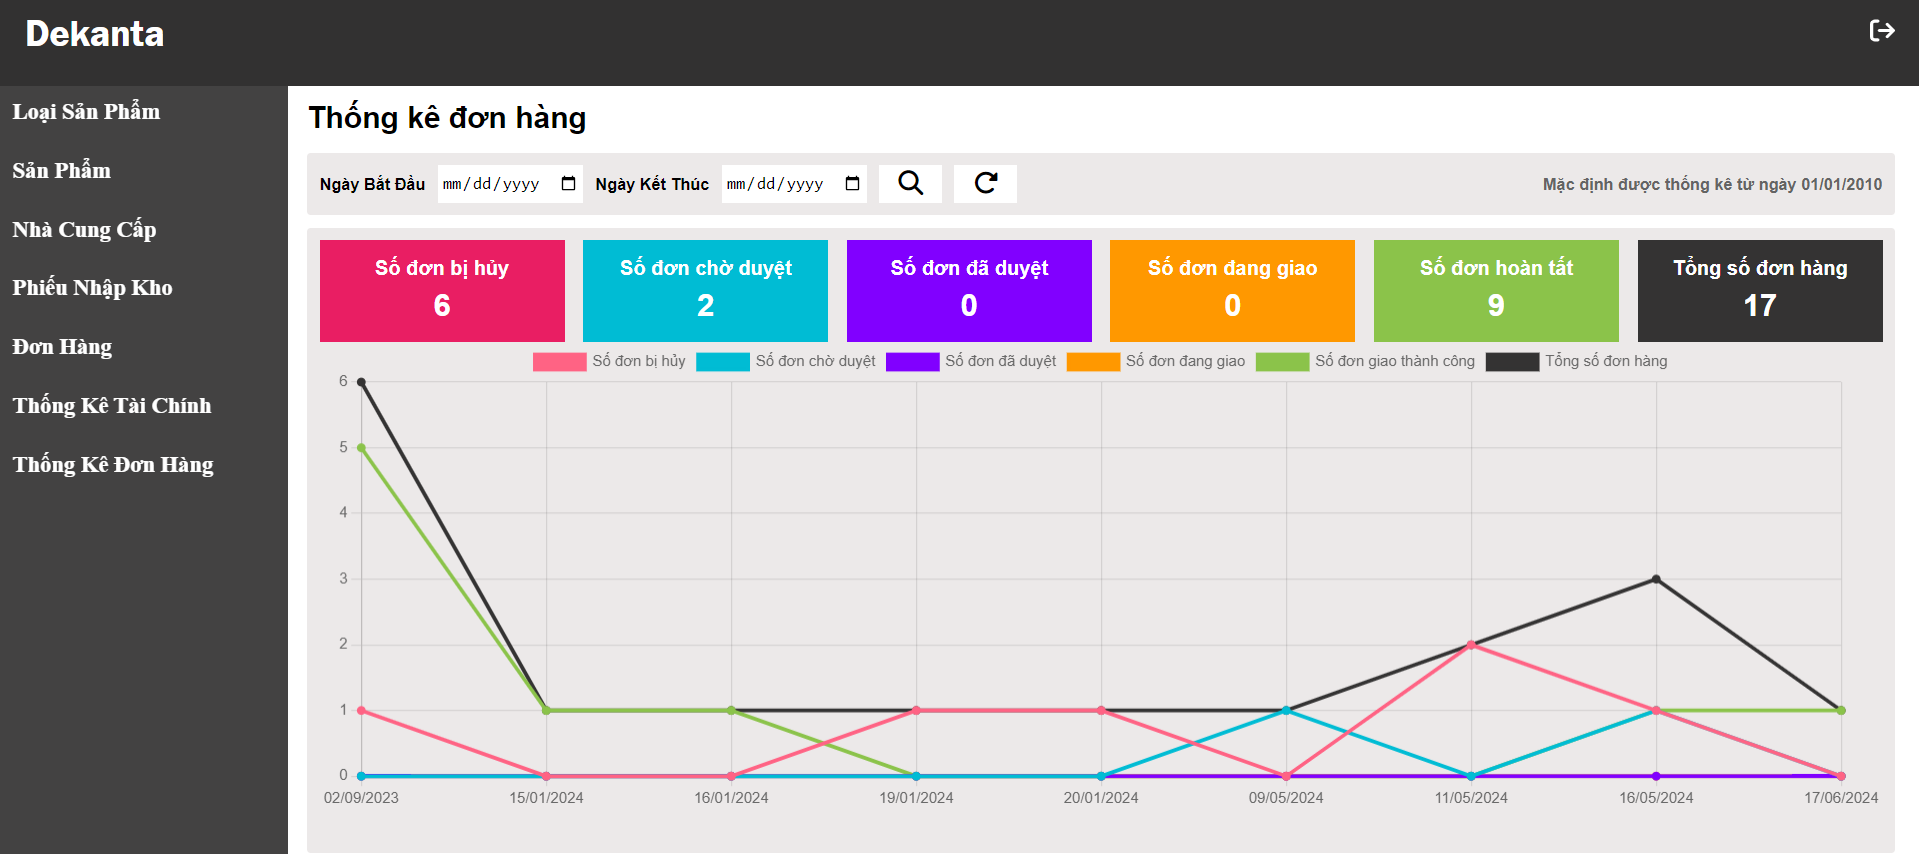 Dekanta
Loại Sản Phẩm
Sản Phẩm
Nhà Cung Cấp
Phiếu Nhập Kho
Đơn Hàng
Thống Kê Tài Chính
Thống Kê Đơn Hàng
Thống kê đơn hàng
Ngày Bắt Đầu mm/dd/yyyy Ngày Kết Thúc mm/dd/yyyy Mặc định được thống kê từ ngày 01/01/2010
Số đơn bị hủy
6
Số đơn chờ duyệt
2
Số đơn đã duyệt
0
Số đơn đang giao
0
Số đơn hoàn tất
9
Tổng số đơn hàng
17
Số đơn bị hủy Số đơn chờ duyệt Số đơn đã duyệt Số đơn đang giao Số đơn giao thành công Tổng số đơn hàng
6
5
4
3
2
1
0
02/09/2023 15/01/2024 16/01/2024 19/01/2024 20/01/2024 09/05/2024 11/05/2024 16/05/2024 17/06/2024